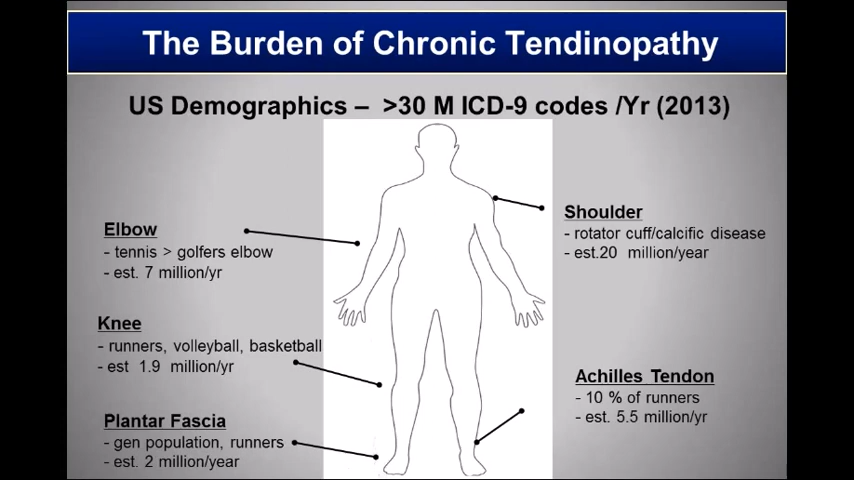 The Burden of Chronic Tendinopathy
US Demographics – >30 M ICD-9 codes /Yr (2013)
Elbow
- tennis > golfers elbow
- est. 7 million/yr
Knee
- runners, volleyball, basketball
- est 1.9 million/yr
Plantar Fascia
- gen population, runners
- est. 2 million/year
Shoulder
- rotator cuff/calcific disease
- est.20 million/year
Achilles Tendon
- 10 % of runners
- est. 5.5 million/yr